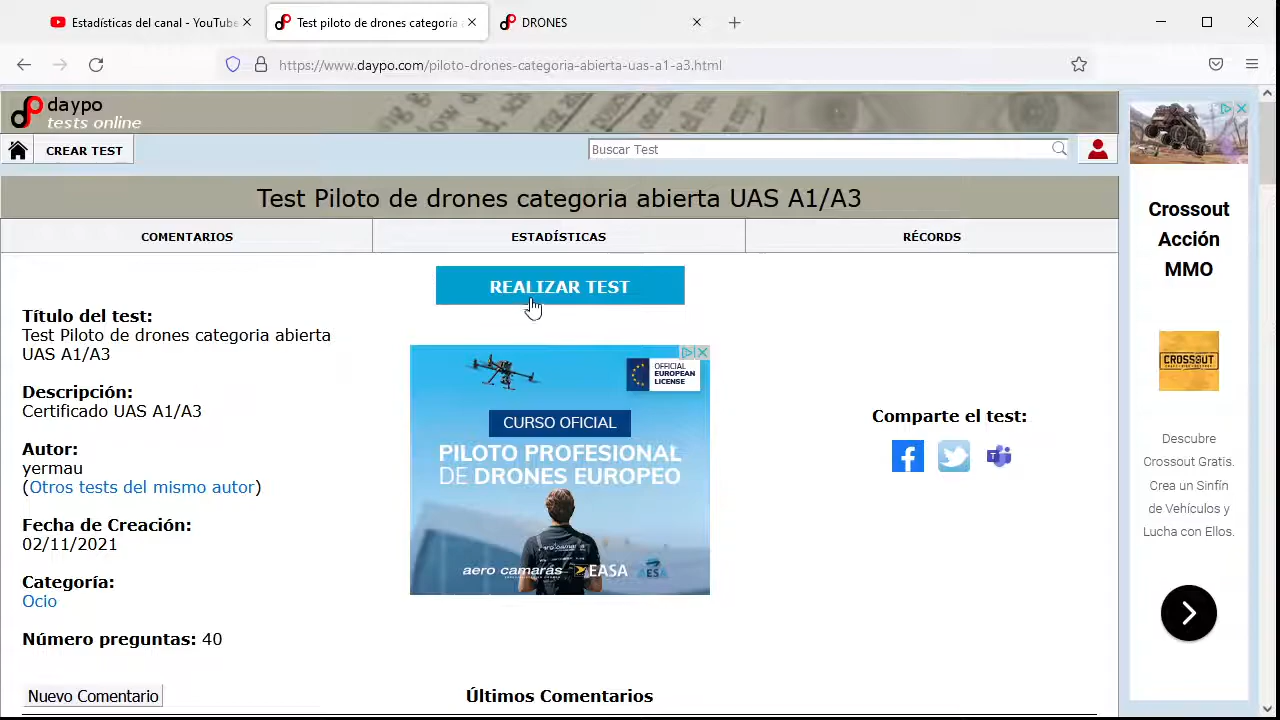 Estadísticas del canal - YouTube
Test piloto de drones categoria
DRONES
https://www.daypo.com/piloto-drones-categoria-abierta-uas-a1-a3.html
daypo
tests online
CREAR TEST
Buscar Test
Test Piloto de drones categoria abierta UAS A1/A3
COMENTARIOS
ESTADÍSTICAS
RÉCORDS
REALIZAR TEST
Título del test:
Test Piloto de drones categoria abierta
UAS A1/A3
Descripción:
Certificado UAS A1/A3
Autor:
yermau
(Otros tests del mismo autor)
Fecha de Creación:
02/11/2021
Categoría:
Ocio
Número preguntas: 40
Nuevo Comentario
OFFICIAL
EUROPEAN
LICENSE
CURSO OFICIAL
PILOTO PROFESIONAL
DE DRONES EUROPEO
aero camaras
EASA
AESA
Últimos Comentarios
Comparte el test:
Crossout
Acción
MMO
CROSSOUT
Descubre
Crossout Gratis.
Crea un Sinfín
de Vehículos y
Lucha con Ellos.